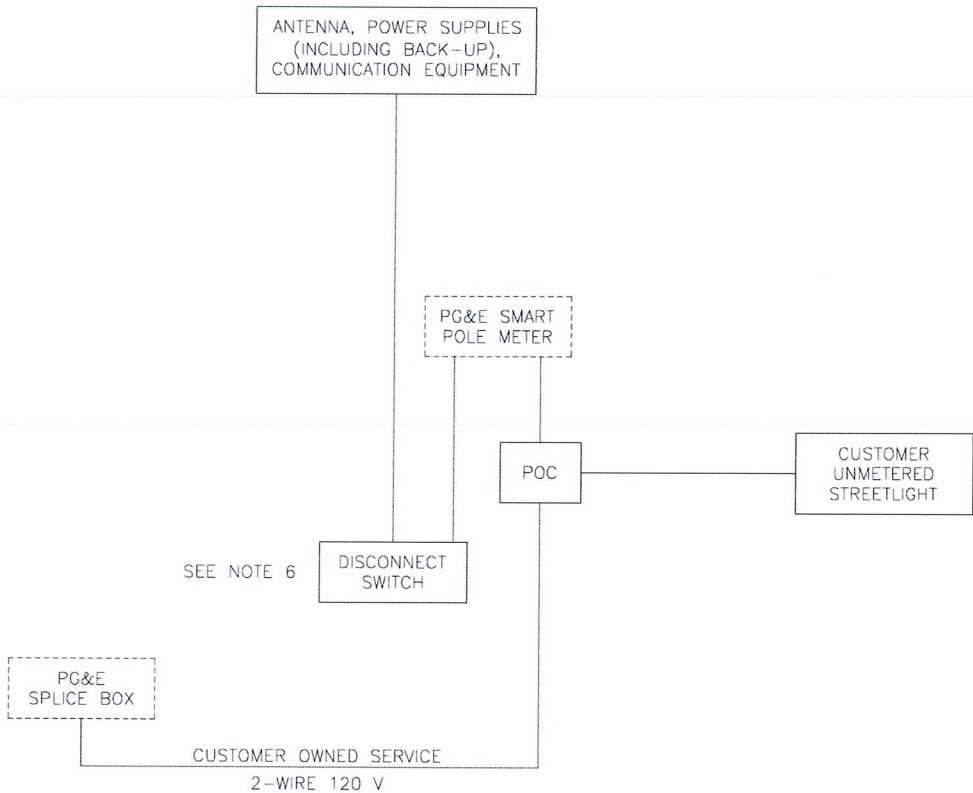 ANTENNA, POWER SUPPLIES
(INCLUDING BACK-UP),
COMMUNICATION EQUIPMENT
PG&E SMART
POLE METER
POC
CUSTOMER
UNMETERED
STREETLIGHT
SEE NOTE 6
DISCONNECT
SWITCH
PG&E
SPLICE BOX
CUSTOMER OWNED SERVICE
2-WIRE 120 V